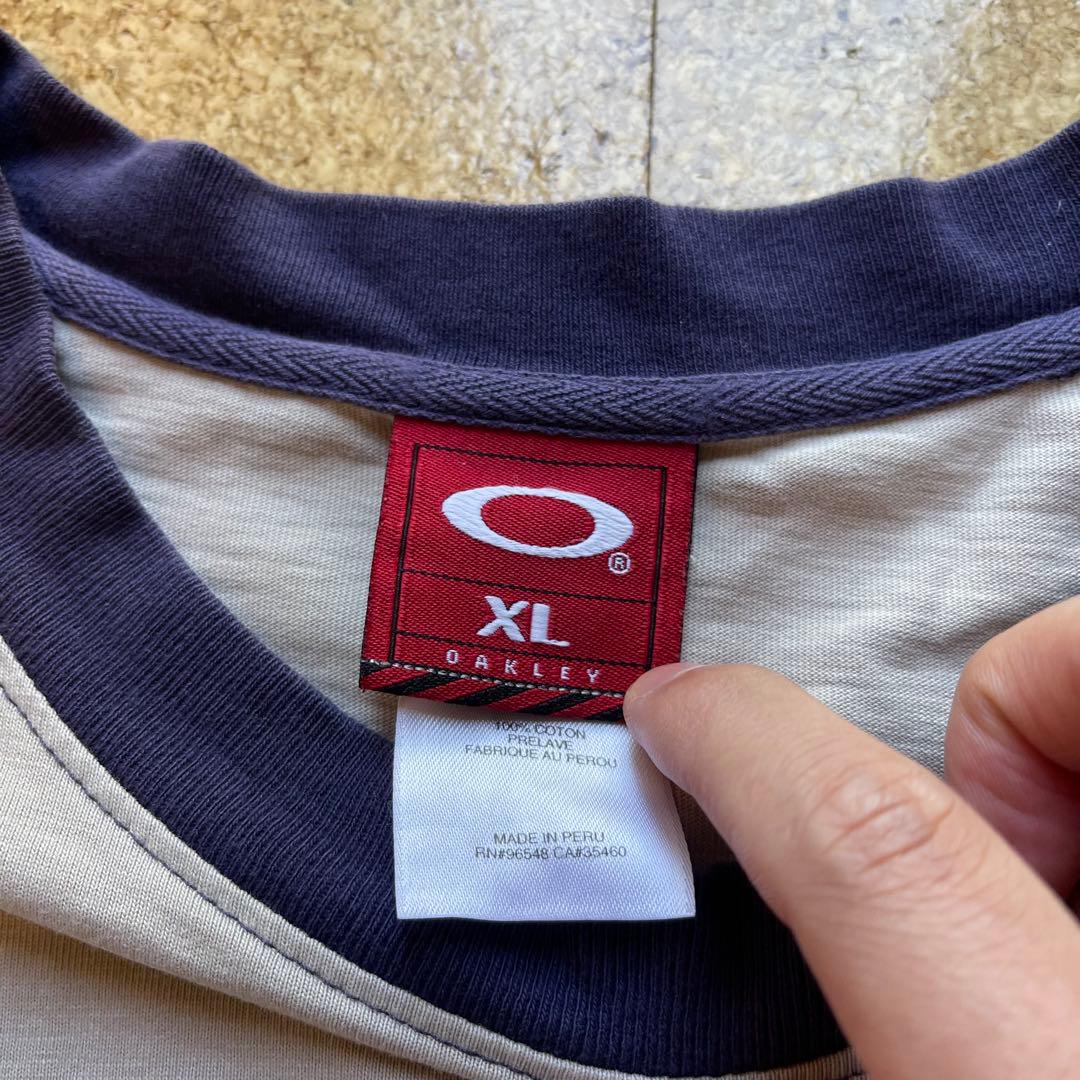 ®
XL
OAKLEY
100% COTON
PRELAVE
FABRIQUE AU PEROU
MADE IN PERU
RN#96548 CA#35460